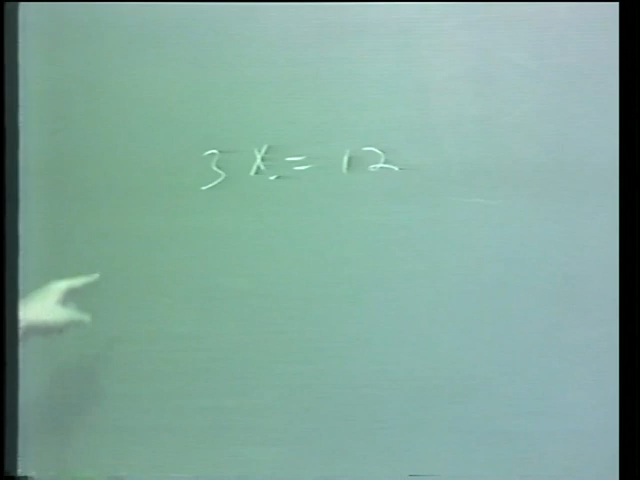 3x = 12